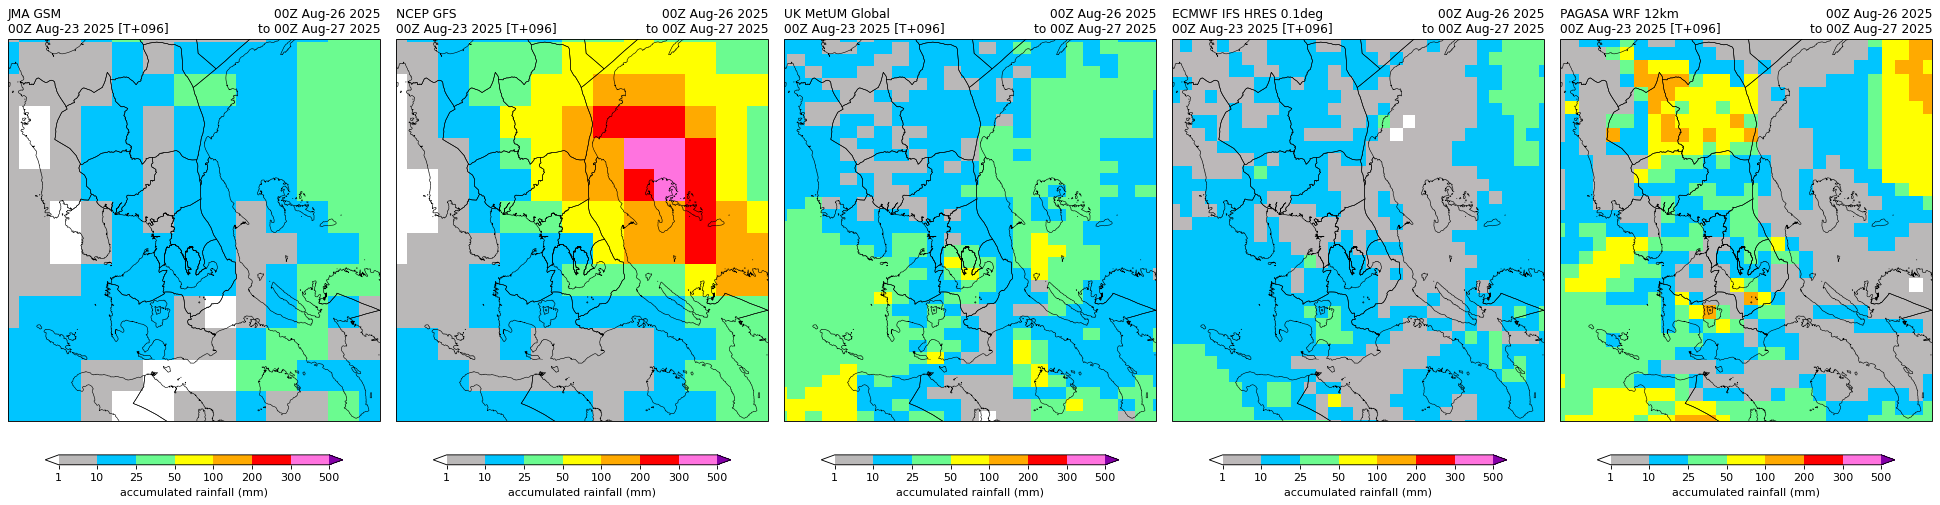 JMA GSM 00Z Aug-26 2025
00Z Aug-23 2025 [T+096] to 00Z Aug-27 2025
1 10 25 50 100 200 300 500
accumulated rainfall (mm)
NCEP GFS 00Z Aug-26 2025
00Z Aug-23 2025 [T+096] to 00Z Aug-27 2025
1 10 25 50 100 200 300 500
accumulated rainfall (mm)
UK MetUM Global 00Z Aug-26 2025
00Z Aug-23 2025 [T+096] to 00Z Aug-27 2025
1 10 25 50 100 200 300 500
accumulated rainfall (mm)
ECMWF IFS HRES 0.1deg 00Z Aug-26 2025
00Z Aug-23 2025 [T+096] to 00Z Aug-27 2025
1 10 25 50 100 200 300 500
accumulated rainfall (mm)
PAGASA WRF 12km 00Z Aug-26 2025
00Z Aug-23 2025 [T+096] to 00Z Aug-27 2025
1 10 25 50 100 200 300 500
accumulated rainfall (mm)